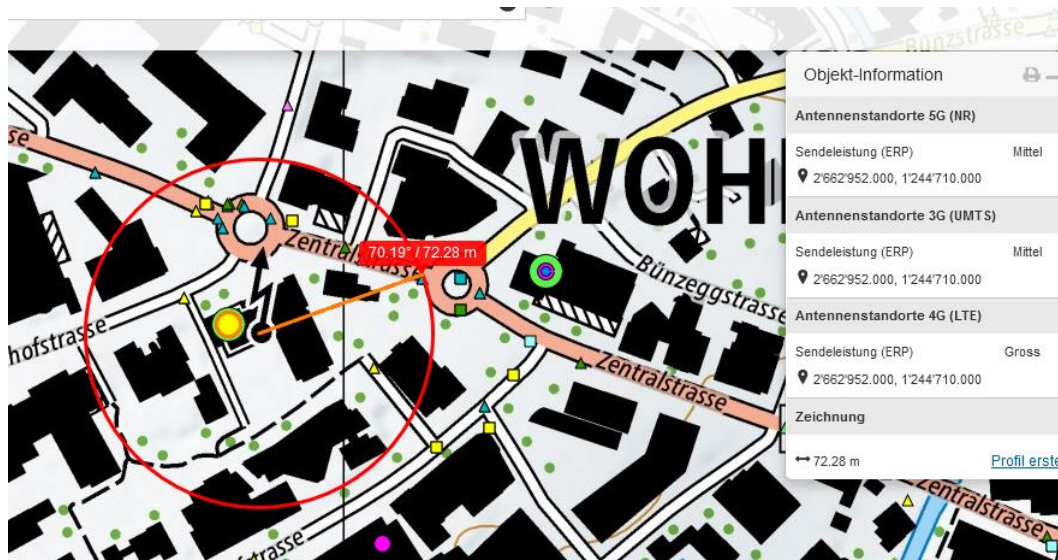 Bünzstrasse
Objekt-Information
Antennenstandorte 5G (NR)
Sendeleistung (ERP) Mittel
2'662'952.000, 1'244'710.000
Antennenstandorte 3G (UMTS)
Sendeleistung (ERP) Mittel
2'662'952.000, 1'244'710.000
Antennenstandorte 4G (LTE)
Sendeleistung (ERP) Gross
2'662'952.000, 1'244'710.000
Zeichnung
72.28 m Profil erste
se
WOH
Zentralstrasse
70.19° / 72.28 m
Bünzeggstrasse
hofstrasse
Zentralstrasse
Zentralstrasse
sse